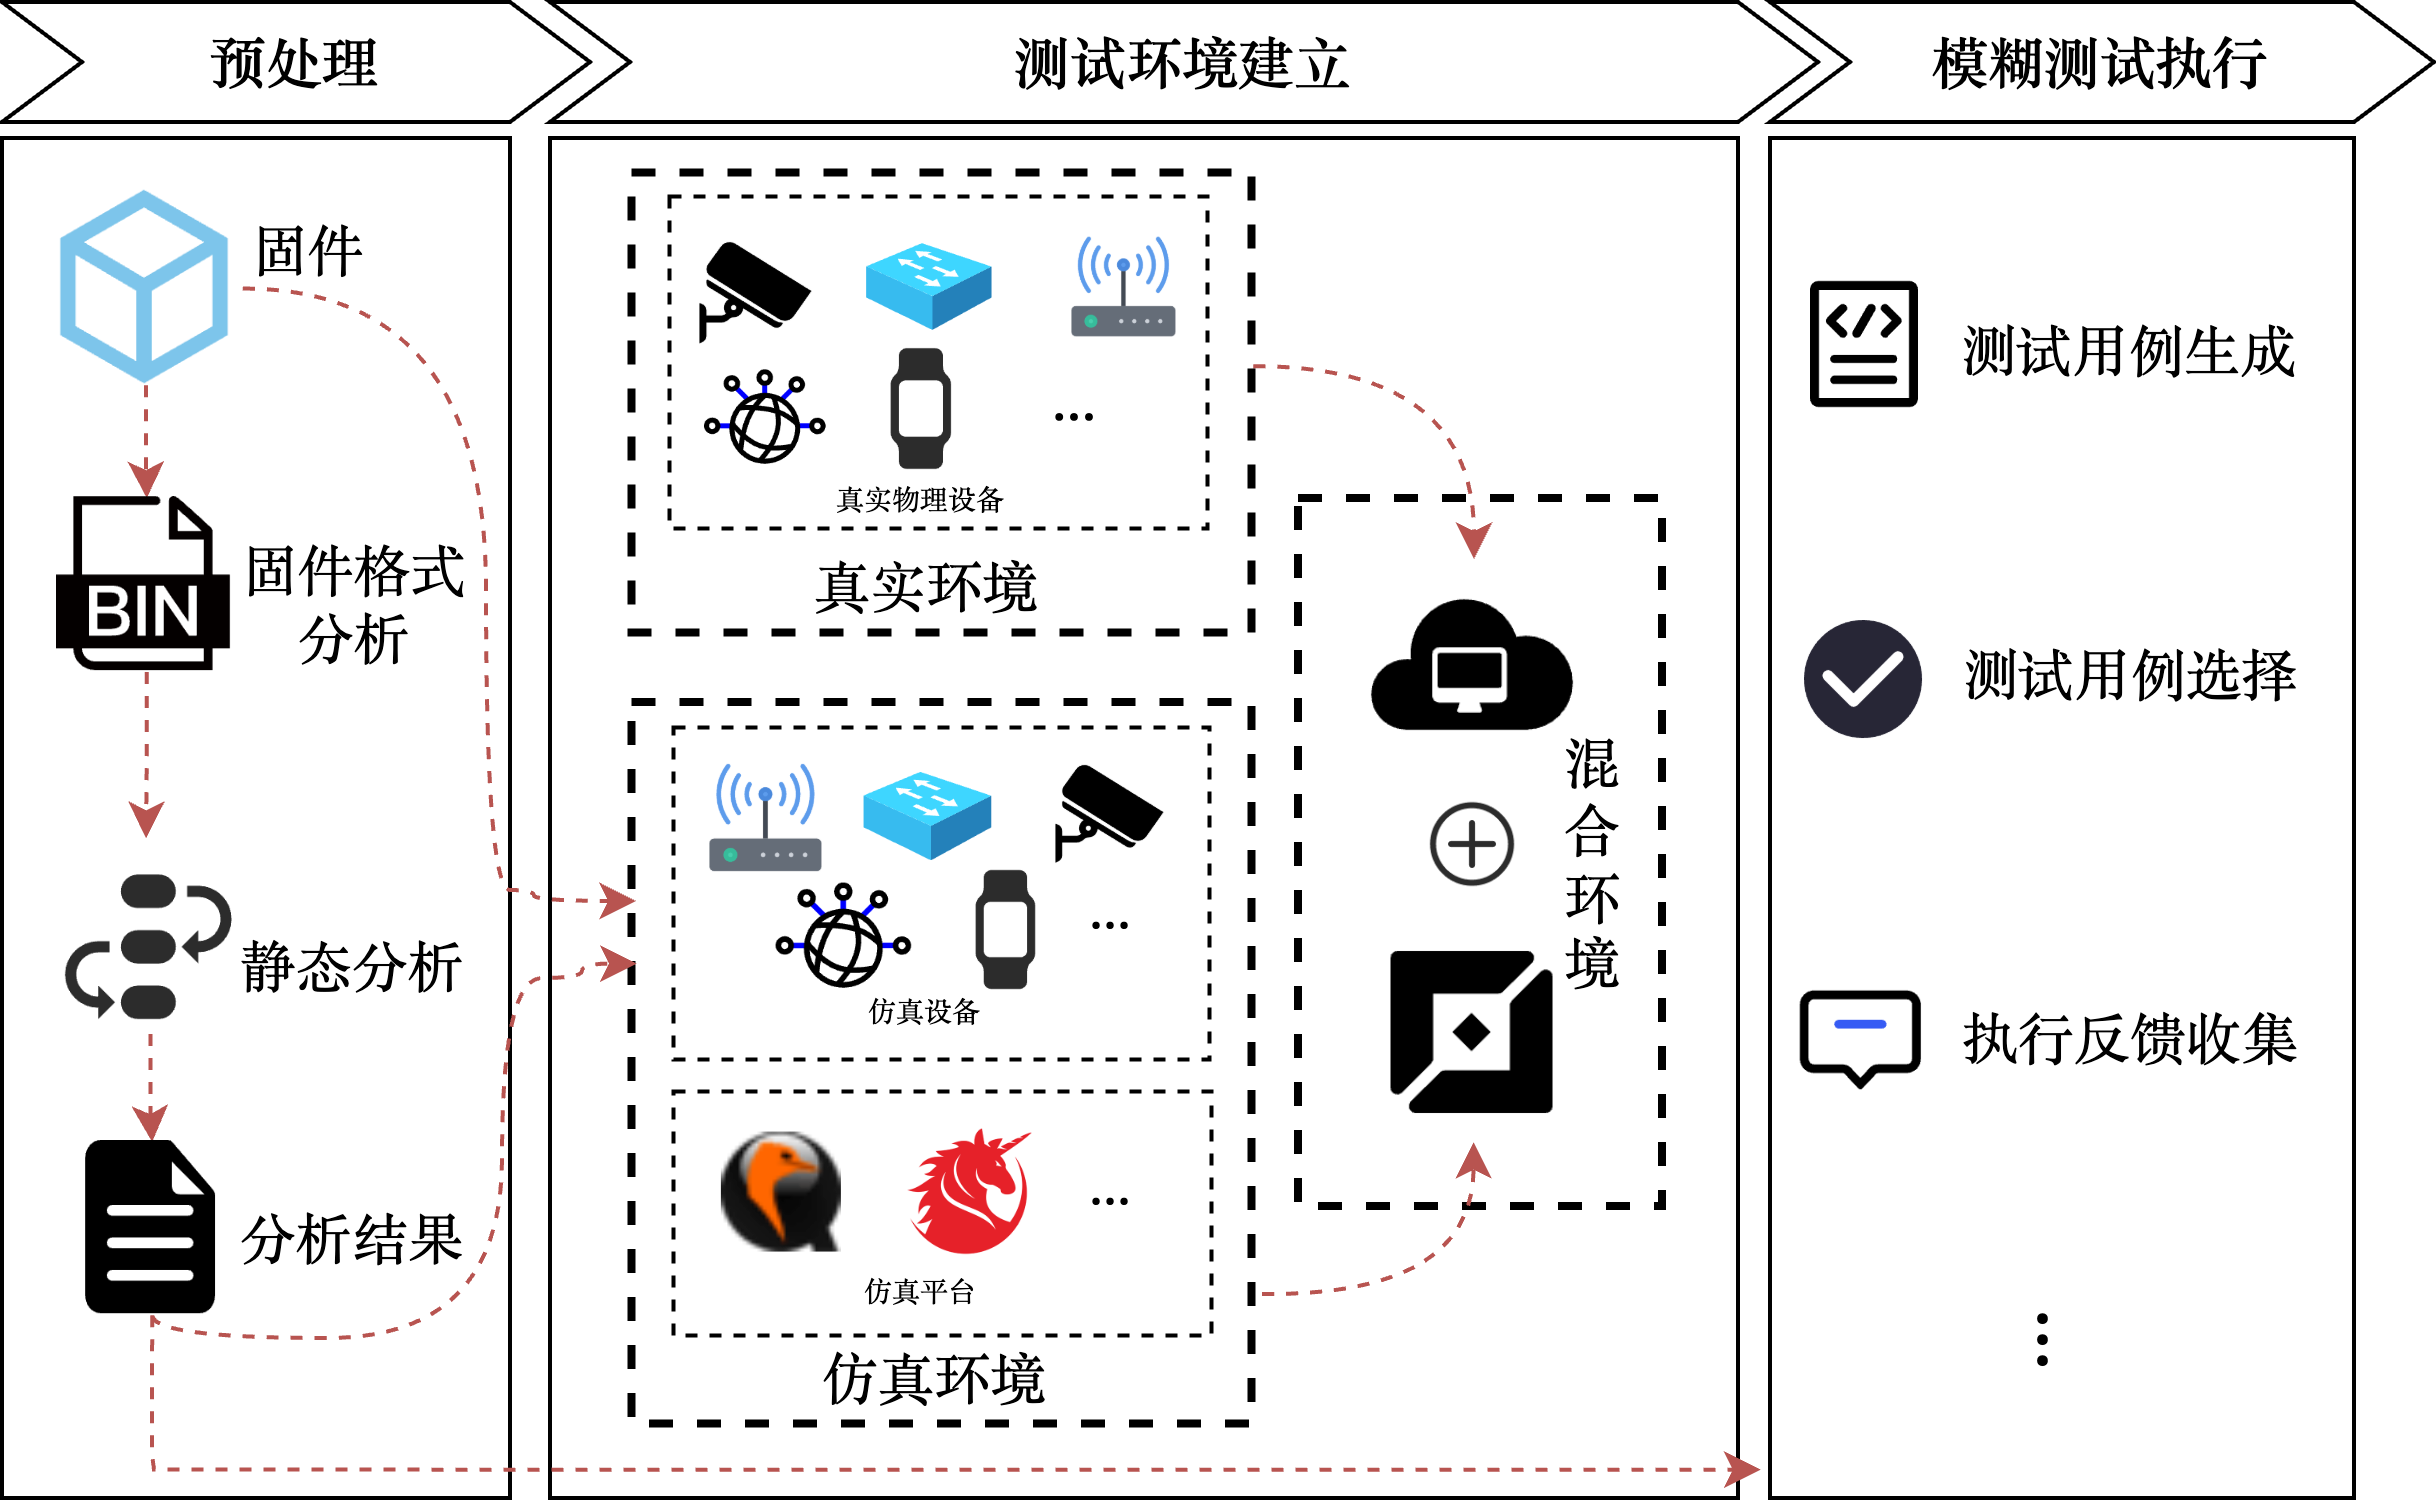 预处理
测试环境建立
模糊测试执行
固件
BIN
固件格式
分析
静态分析
分析结果
...
真实物理设备
真实环境
...
仿真设备
...
仿真平台
仿真环境
混
合
环
境
测试用例生成
测试用例选择
执行反馈收集